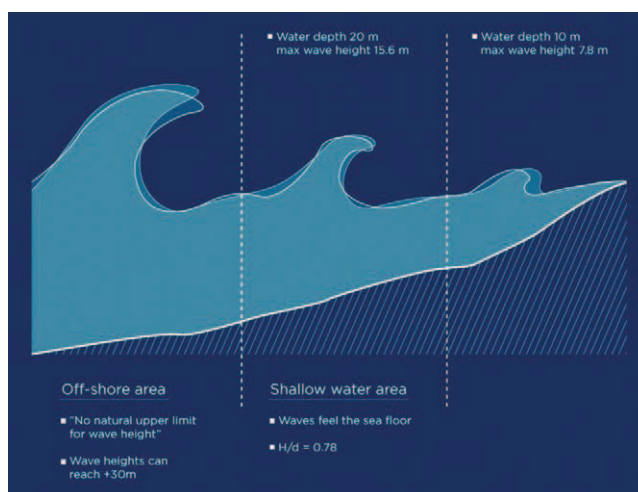 ■ Water depth 20 m
max wave height 15.6 m
■ Water depth 10 m
max wave height 7.8 m
Off-shore area
■ "No natural upper limit
for wave height"
■ Wave heights can
reach +30m
Shallow water area
■ Waves feel the sea floor
■ H/d = 0.78